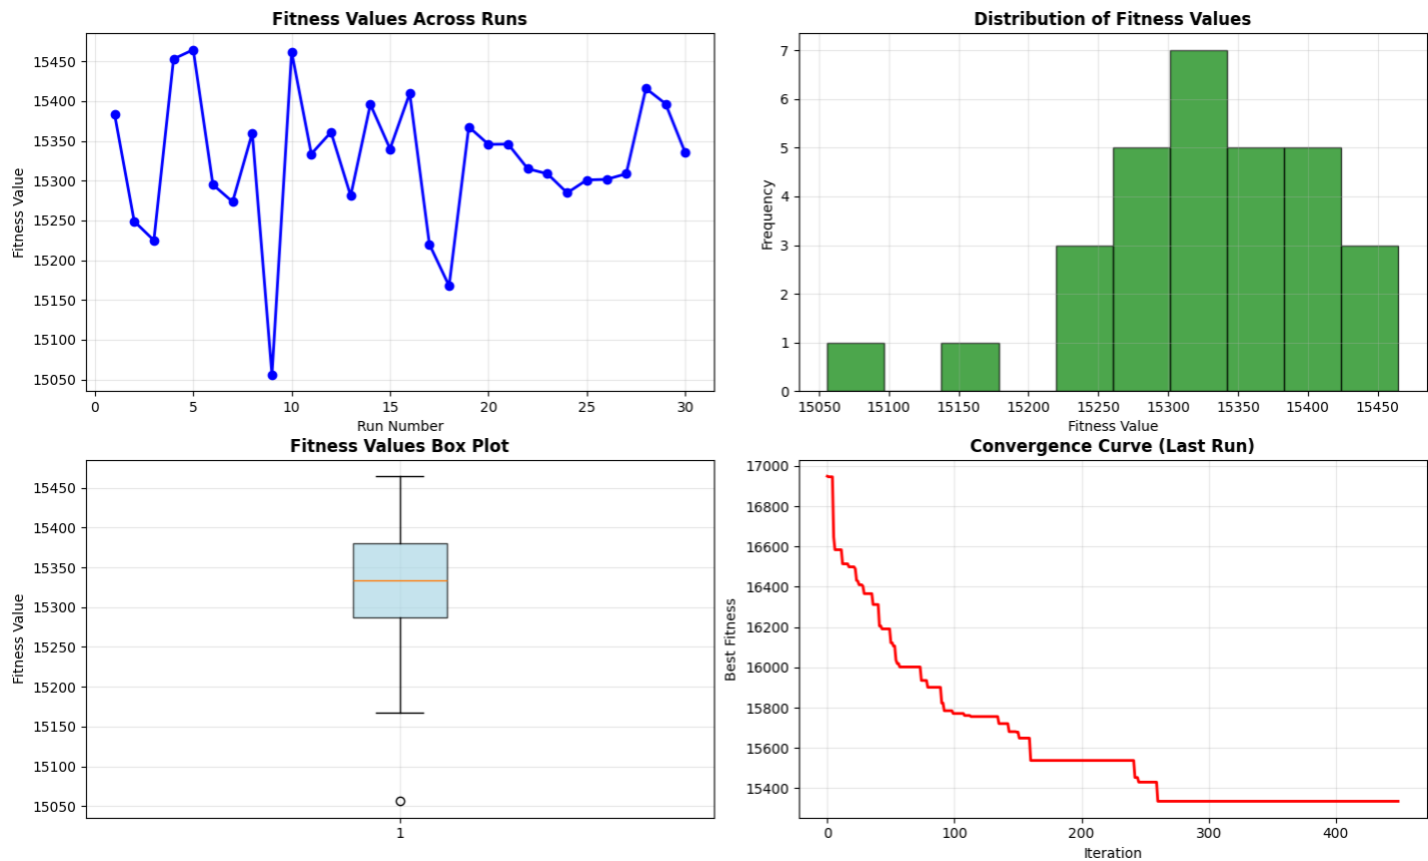 Fitness Values Across Runs
Fitness Value
15450
15400
15350
15300
15250
15200
15150
15100
15050
0 5 10 15 20 25 30
Run Number
Distribution of Fitness Values
Frequency
7
6
5
4
3
2
1
0
15050 15100 15150 15200 15250 15300 15350 15400 15450
Fitness Value
Fitness Values Box Plot
Fitness Value
15450
15400
15350
15300
15250
15200
15150
15100
15050
1
Convergence Curve (Last Run)
Best Fitness
17000
16800
16600
16400
16200
16000
15800
15600
15400
0 100 200 300 400
Iteration